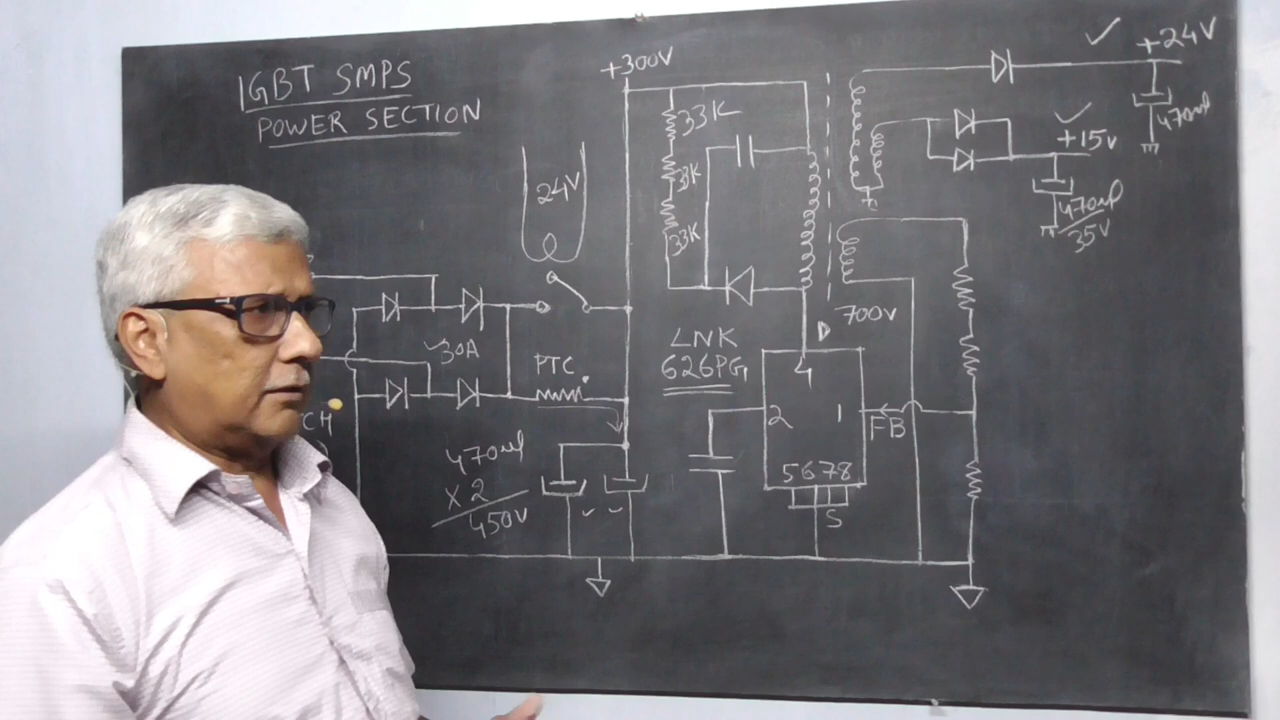 IGBT SMPS
POWER SECTION
+300V
24V
33K
33K
33K
+24V
470uf
+15v
470uf
35V
30A
PTC
470uf
X 2
450v
CH
LNK
626PG
D
700V
4
2
1
FB
5678
S